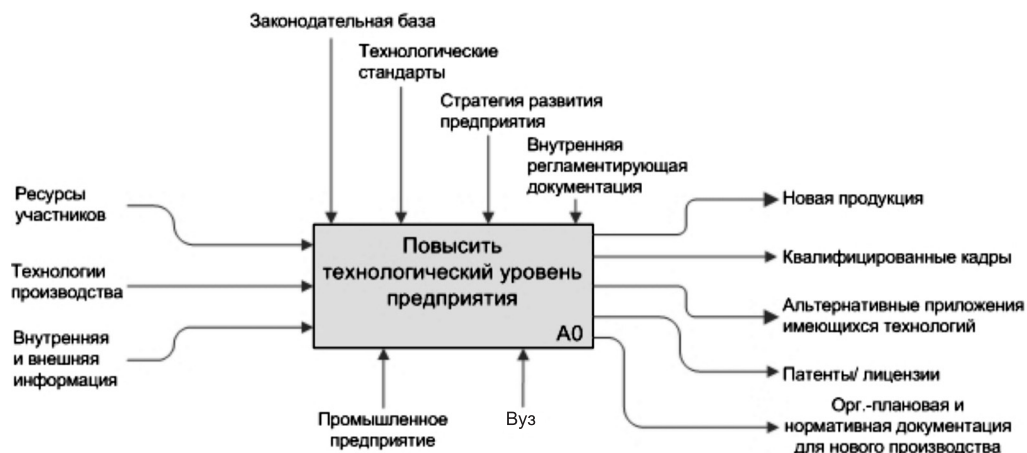 Законодательная база
Технологические
стандарты
Стратегия развития
предприятия
Внутренняя
регламентирующая
документация
Ресурсы
участников
Технологии
производства
Внутренняя
и внешняя
информация
Повысить
технологический уровень
предприятия
А0
Промышленное
предприятие
Вуз
Новая продукция
Квалифицированные кадры
Альтернативные приложения
имеющихся технологий
Патенты/ лицензии
Орг.-плановая и
нормативная документация
для нового производства